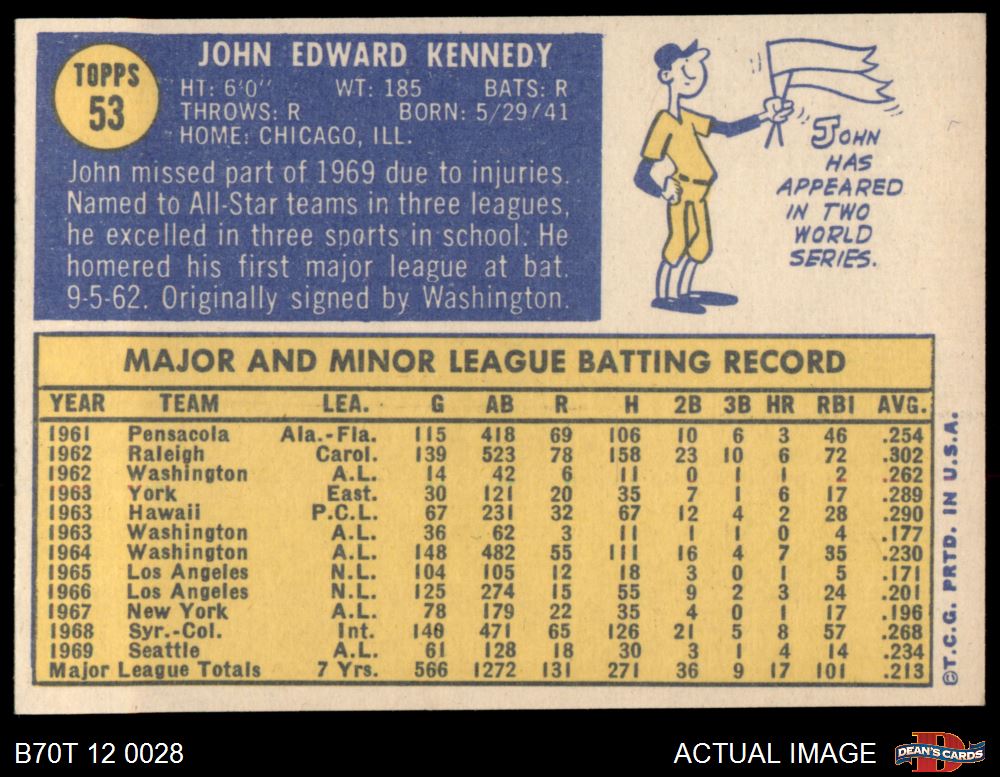 TOPPS
53
JOHN EDWARD KENNEDY
HT: 6'0" WT: 185 BATS: R
THROWS: R BORN: 5/29/41
HOME: CHICAGO, ILL.
John missed part of 1969 due to injuries.
Named to All-Star teams in three leagues,
he excelled in three sports in school. He
homered his first major league at bat.
9-5-62. Originally signed by Washington.
JOHN
HAS
APPEARED
IN TWO
WORLD
SERIES.
MAJOR AND MINOR LEAGUE BATTING RECORD
YEAR TEAM LEA. G AB R H 2B 3B HR RBI AVG.
1961 Pensacola Ala.-Fla. 115 418 69 106 10 6 3 46 .254
1962 Raleigh Carol. 139 523 78 158 23 10 6 72 .302
1962 Washington A.L. 14 42 6 11 0 1 1 2 .262
1963 York East. 30 121 20 35 7 1 6 17 .289
1963 Hawaii P.C.L. 67 231 32 67 12 4 2 28 .290
1963 Washington A.L. 36 62 3 11 1 1 0 4 .177
1964 Washington A.L. 148 482 55 111 16 4 7 35 .230
1965 Los Angeles N.L. 104 105 12 18 3 0 1 5 .171
1966 Los Angeles N.L. 125 274 15 55 9 2 3 24 .201
1967 New York A.L. 78 179 22 35 4 0 1 17 .196
1968 Syr.-Col. Int. 140 471 65 126 21 5 8 57 .268
1969 Seattle A.L. 61 128 18 30 3 1 4 14 .234
Major League Totals 7 Yrs. 566 1272 131 271 36 9 17 101 .213
©T.C.G. PRTD. IN U.S.A.
B70T 12 0028
ACTUAL IMAGE
D
DEAN'S CARDS